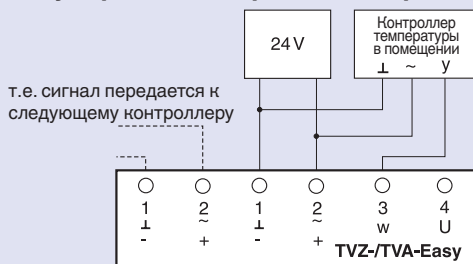 24 V
Контроллер
температуры
в помещении
⊥ ~ y
т.е. сигнал передается к
следующему контроллеру
1 2 1 2 3 4
⊥ ~ ⊥ ~ w U
- + - +
TVZ-/TVA-Easy